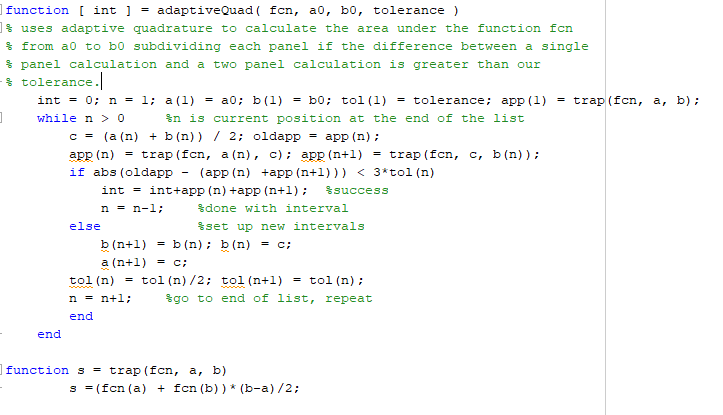 function [ int ] = adaptiveQuad( fcn, a0, b0, tolerance )
% uses adaptive quadrature to calculate the area under the function fcn
% from a0 to b0 subdividing each panel if the difference between a single
% panel calculation and a two panel calculation is greater than our
% tolerance.
int = 0; n = 1; a(1) = a0; b(1) = b0; tol(1) = tolerance; app(1) = trap(fcn, a, b);
while n > 0 %n is current position at the end of the list
c = (a(n) + b(n)) / 2; oldapp = app(n);
app(n) = trap(fcn, a(n), c); app(n+1) = trap(fcn, c, b(n));
if abs(oldapp - (app(n) +app(n+1))) < 3*tol(n)
int = int+app(n)+app(n+1); %success
n = n-1; %done with interval
else %set up new intervals
b(n+1) = b(n); b(n) = c;
a(n+1) = c;
tol(n) = tol(n)/2; tol(n+1) = tol(n);
n = n+1; %go to end of list, repeat
end
end
function s = trap(fcn, a, b)
s =(fcn(a) + fcn(b))*(b-a)/2;